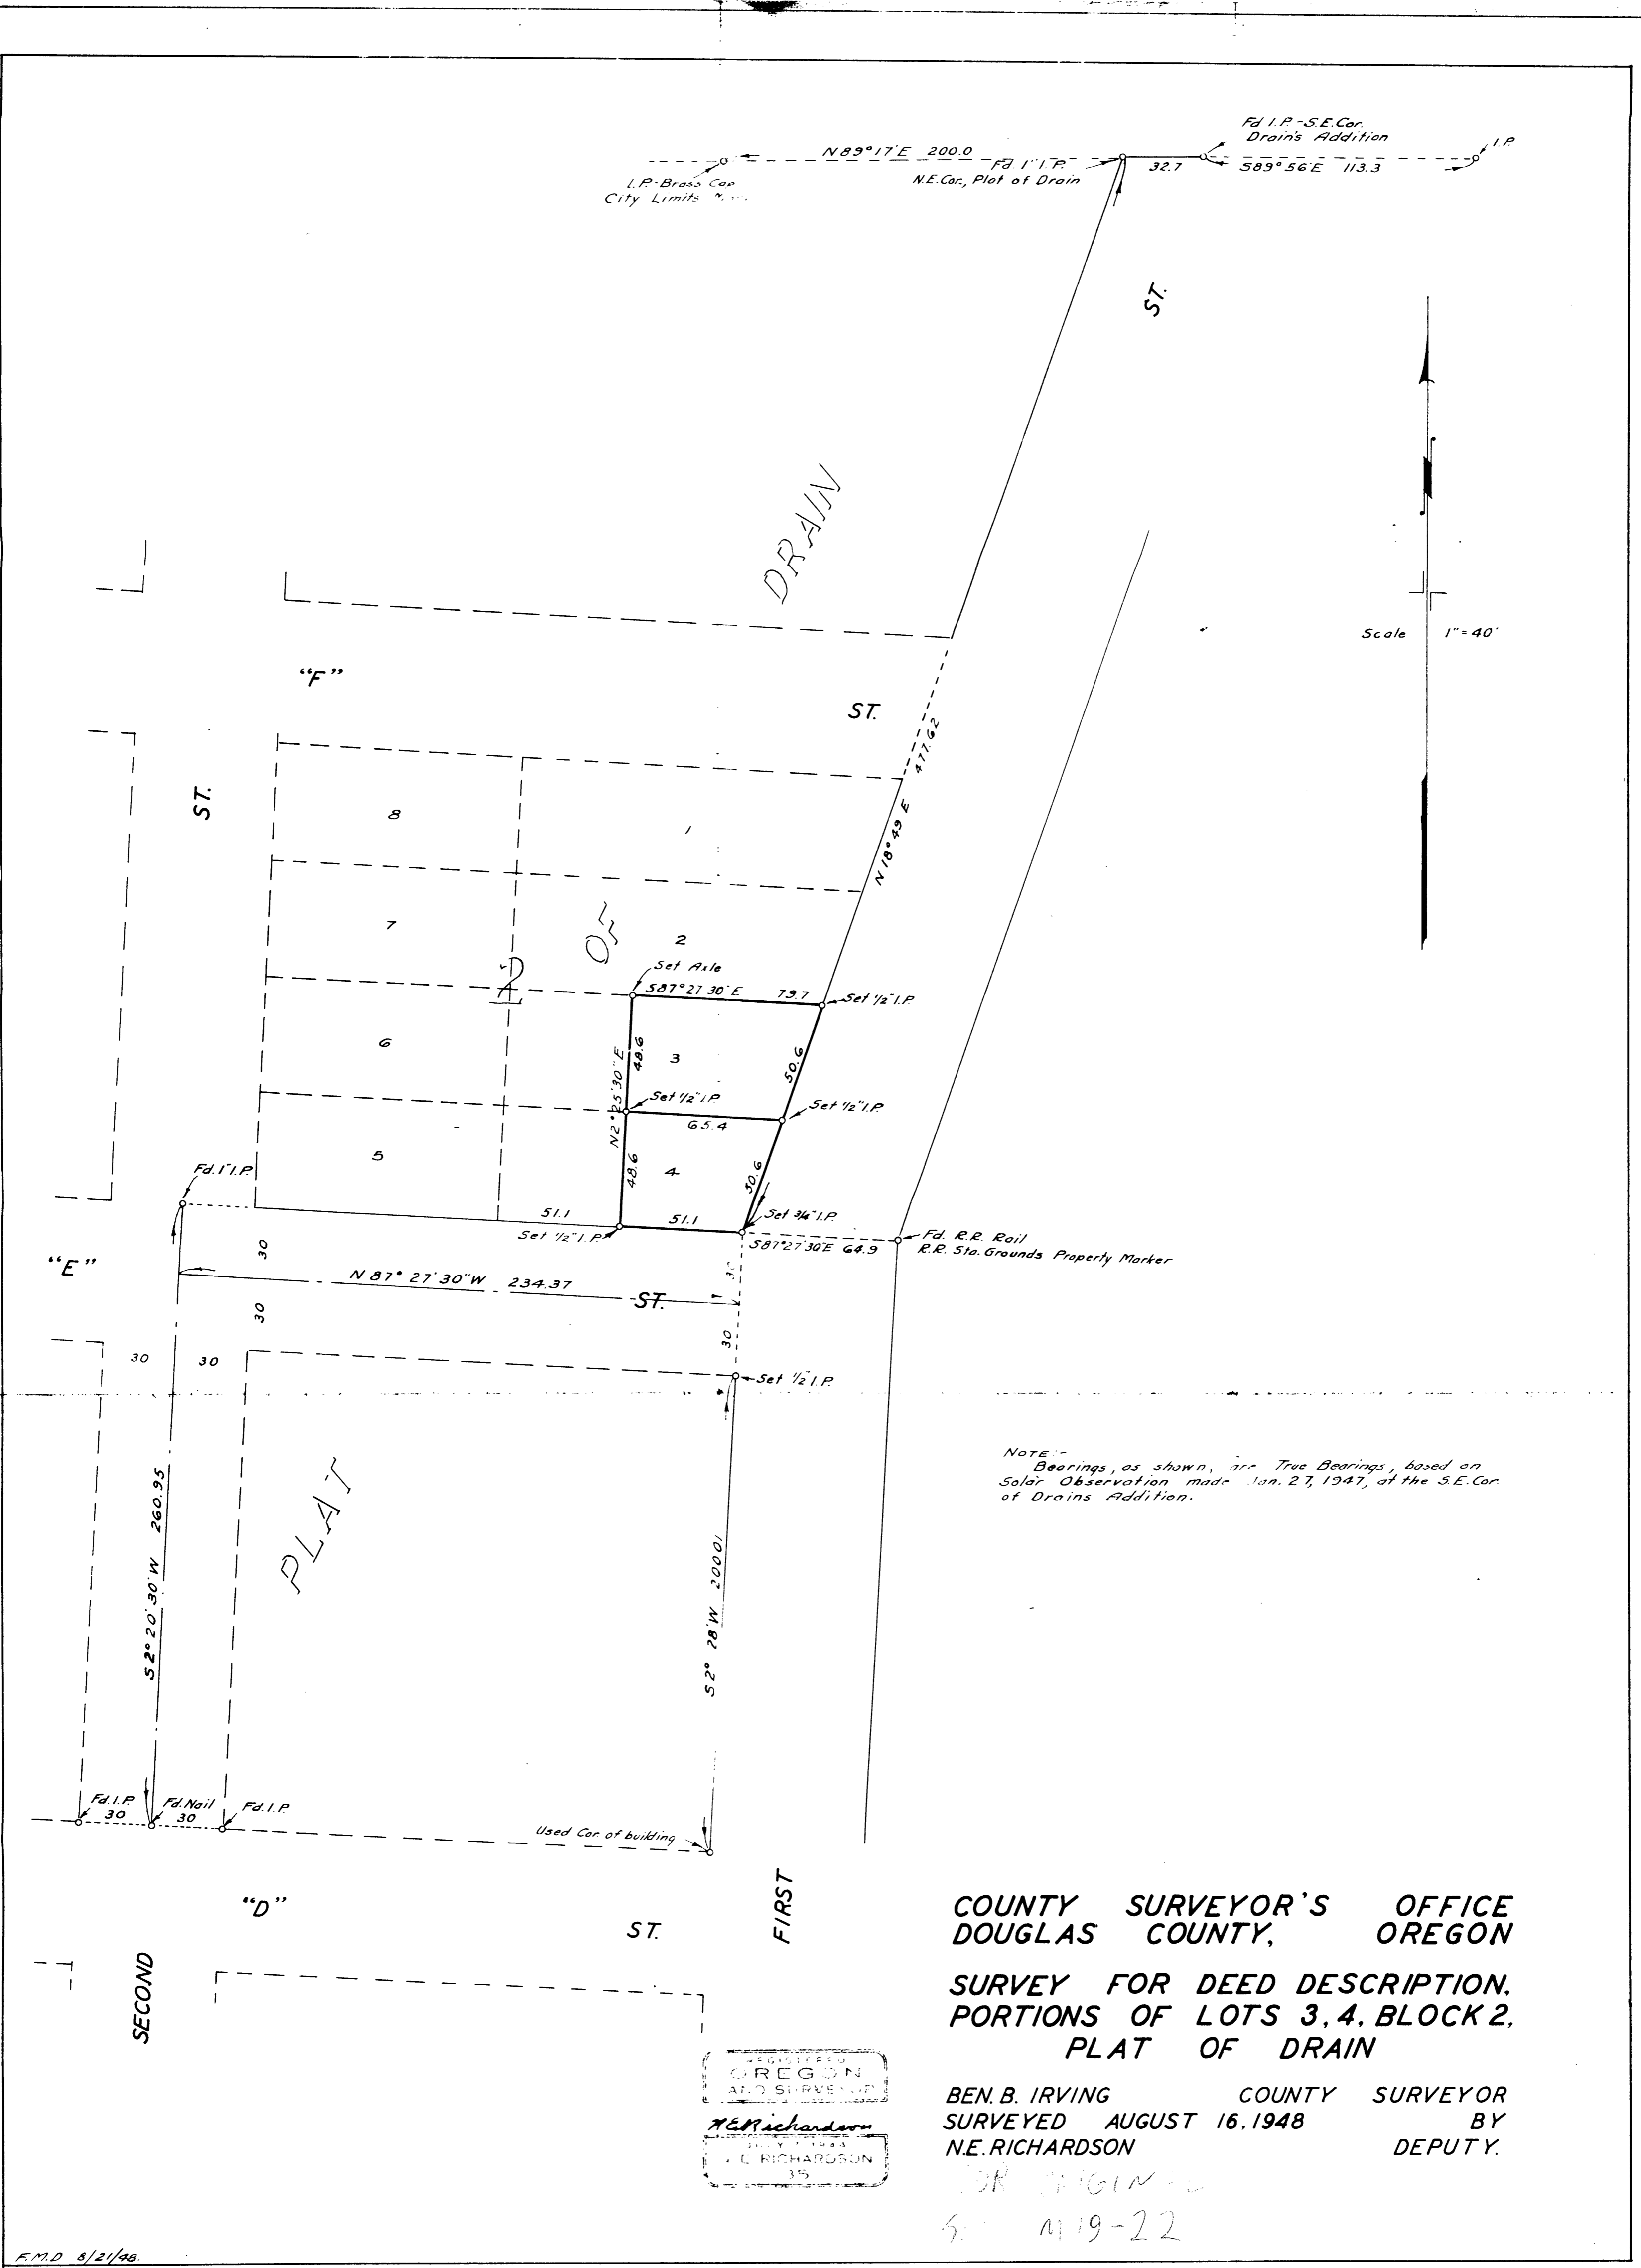 Fd I.P.-S.E.Cor.
Drain's Addition
I.P.
N89°17'E 200.0
Fd.1" I.P.
N.E.Cor., Plat of Drain
32.7
S89°56'E 113.3
I.P.-Brass Cap
City Limits
ST.
DRAIN
Scale 1"=40'
"F"
ST.
477.62
N 18° 49' E
ST.
8
1
7
2
OF
2
Set Axle
S87°27'30"E 79.7
Set 1/2" I.P.
6
3
48.6
50.6
N2°25'30"E
Set 1/2" I.P.
Set 1/2" I.P.
65.4
5
4
48.6
50.6
Fd.1" I.P.
51.1
51.1
Set 3/4" I.P.
Set 1/2" I.P.
S87°27'30"E 64.9
Fd. R.R. Rail
R.R. Sta. Grounds Property Marker
"E"
30
N 87° 27' 30" W 234.37
ST.
30
30
30
30
30
Set 1/2 I.P.
NOTE:-
Bearings, as shown, are True Bearings, based on
Solar Observation made Jan. 27, 1947, at the S.E.Cor.
of Drains Addition.
PLAT
S 2° 20' 30" W 260.95
S 2° 28' W 200.01
Fd.I.P.
30
Fd.Nail
30
Fd.I.P.
Used Cor. of building
"D"
ST.
FIRST
SECOND
COUNTY SURVEYOR'S OFFICE
DOUGLAS COUNTY, OREGON
SURVEY FOR DEED DESCRIPTION,
PORTIONS OF LOTS 3, 4, BLOCK 2,
PLAT OF DRAIN
BEN. B. IRVING COUNTY SURVEYOR
SURVEYED AUGUST 16, 1948 BY
N.E. RICHARDSON DEPUTY.
REGISTERED
OREGON
LAND SURVEYOR
N E Richardson
RICHARDSON
35
M19-22
F.M.D 8/21/48.